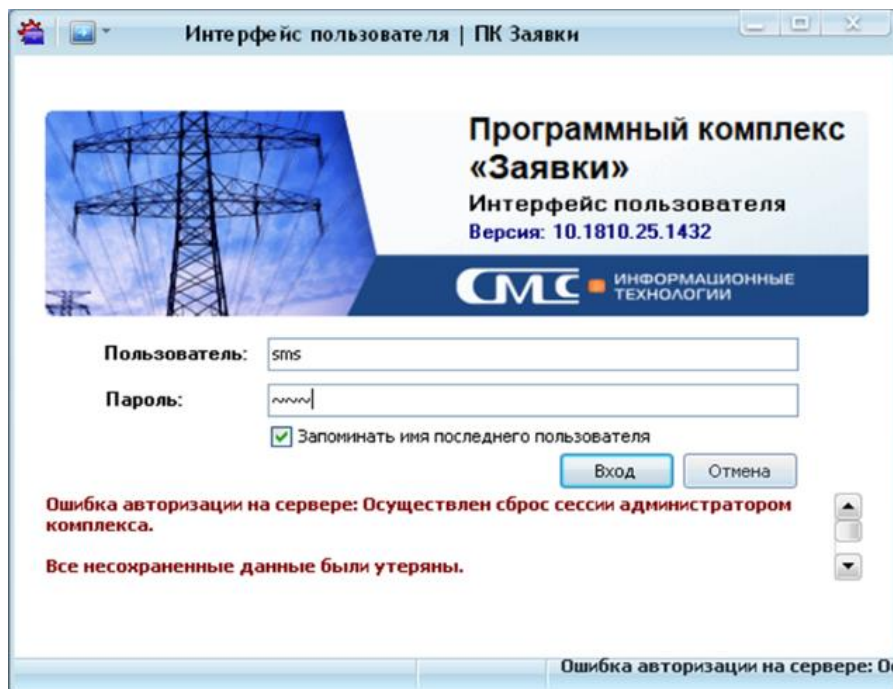 Интерфейс пользователя | ПК Заявки
Программный комплекс
«Заявки»
Интерфейс пользователя
Версия: 10.1810.25.1432
СМС ИНФОРМАЦИОННЫЕ
ТЕХНОЛОГИИ
Пользователь: sms
Пароль: ~~~
Запоминать имя последнего пользователя
Вход Отмена
Ошибка авторизации на сервере: Осуществлен сброс сессии администратором
комплекса.
Все несохраненные данные были утеряны.
Ошибка авторизации на сервере: О